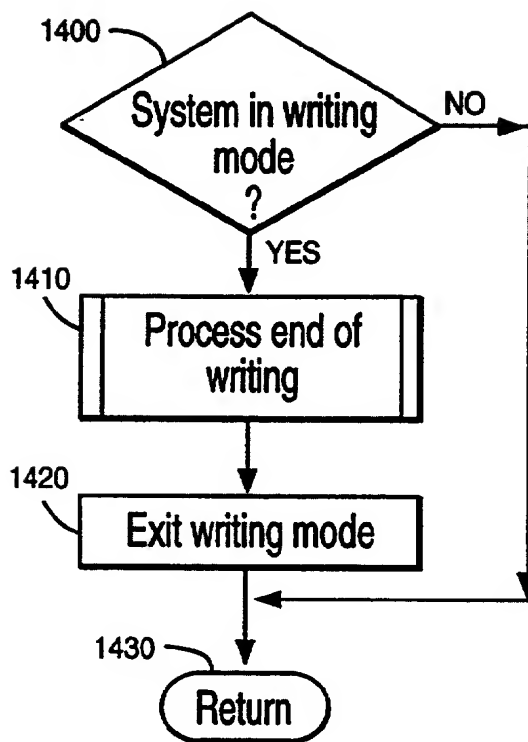 1400
System in writing
mode
?
NO
YES
1410
Process end of
writing
1420
Exit writing mode
1430
Return